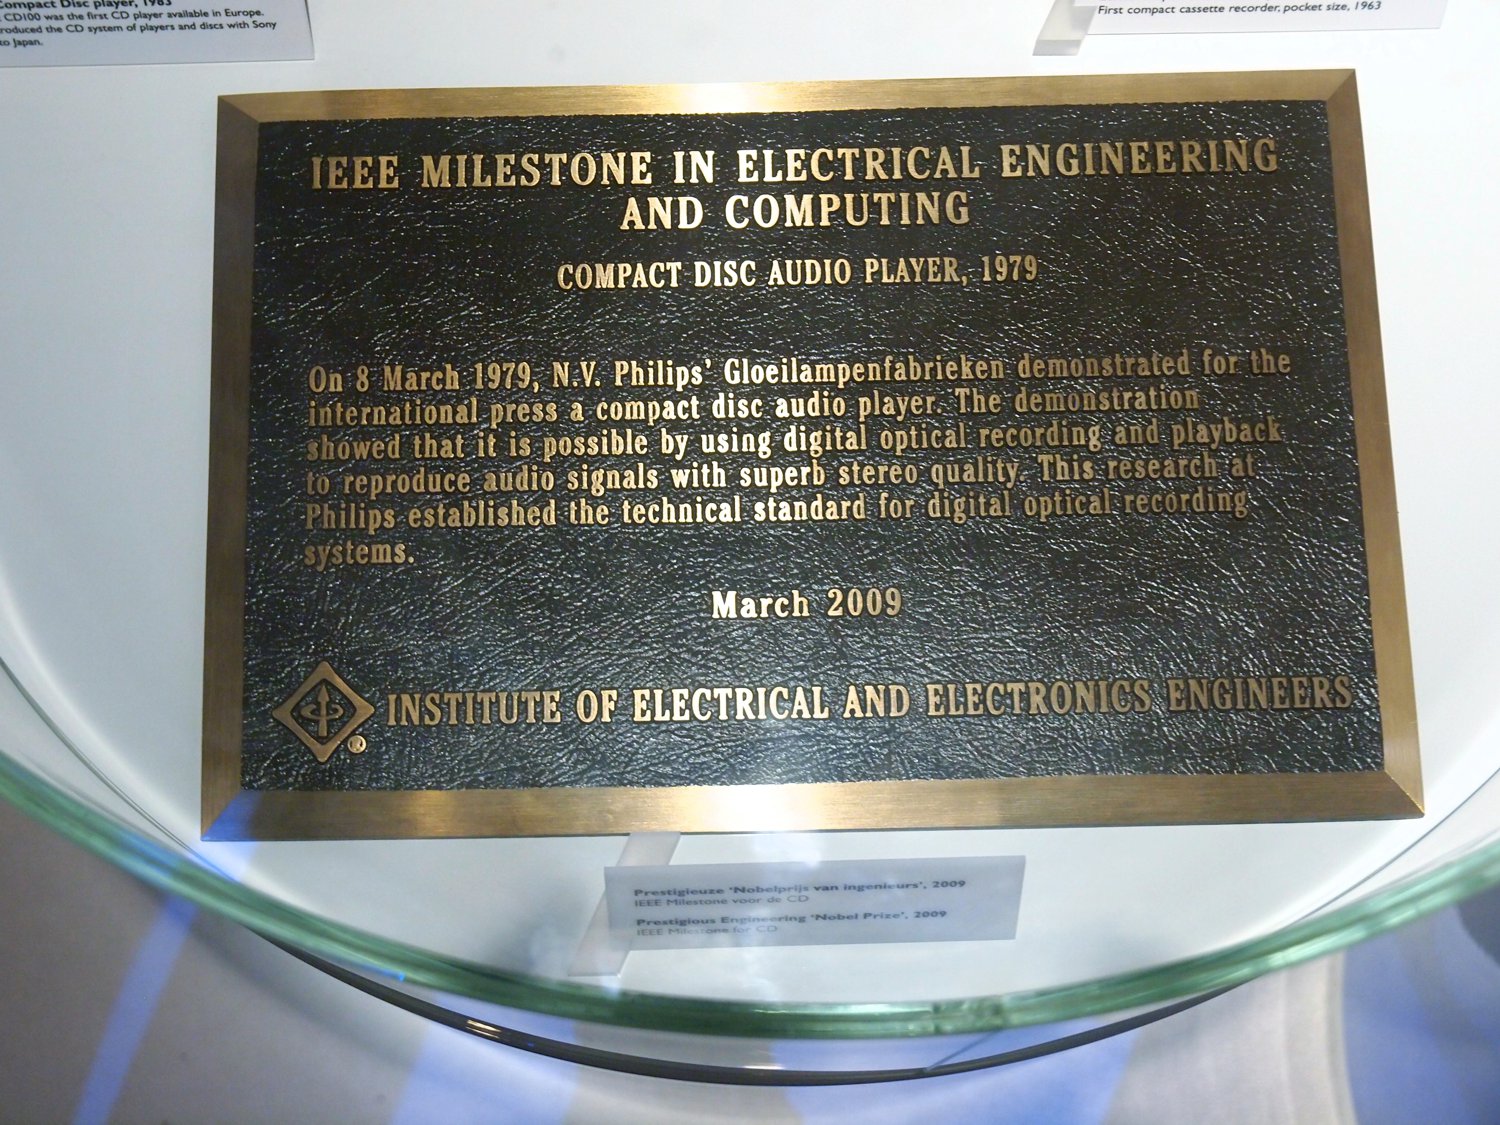 Compact Disc player, 1983
CD100 was the first CD player available in Europe.
roduced the CD system of players and discs with Sony
to Japan.
First compact cassette recorder, pocket size, 1963
IEEE MILESTONE IN ELECTRICAL ENGINEERING
AND COMPUTING
COMPACT DISC AUDIO PLAYER, 1979
On 8 March 1979, N.V. Philips' Gloeilampenfabrieken demonstrated for the
international press a compact disc audio player. The demonstration
showed that it is possible by using digital optical recording and playback
to reproduce audio signals with superb stereo quality. This research at
Philips established the technical standard for digital optical recording
systems.
March 2009
INSTITUTE OF ELECTRICAL AND ELECTRONICS ENGINEERS
®
Prestigieuze 'Nobelprijs van ingenieurs', 2009
IEEE Milestone voor de CD
Prestigious Engineering 'Nobel Prize', 2009
IEEE Milestone for CD